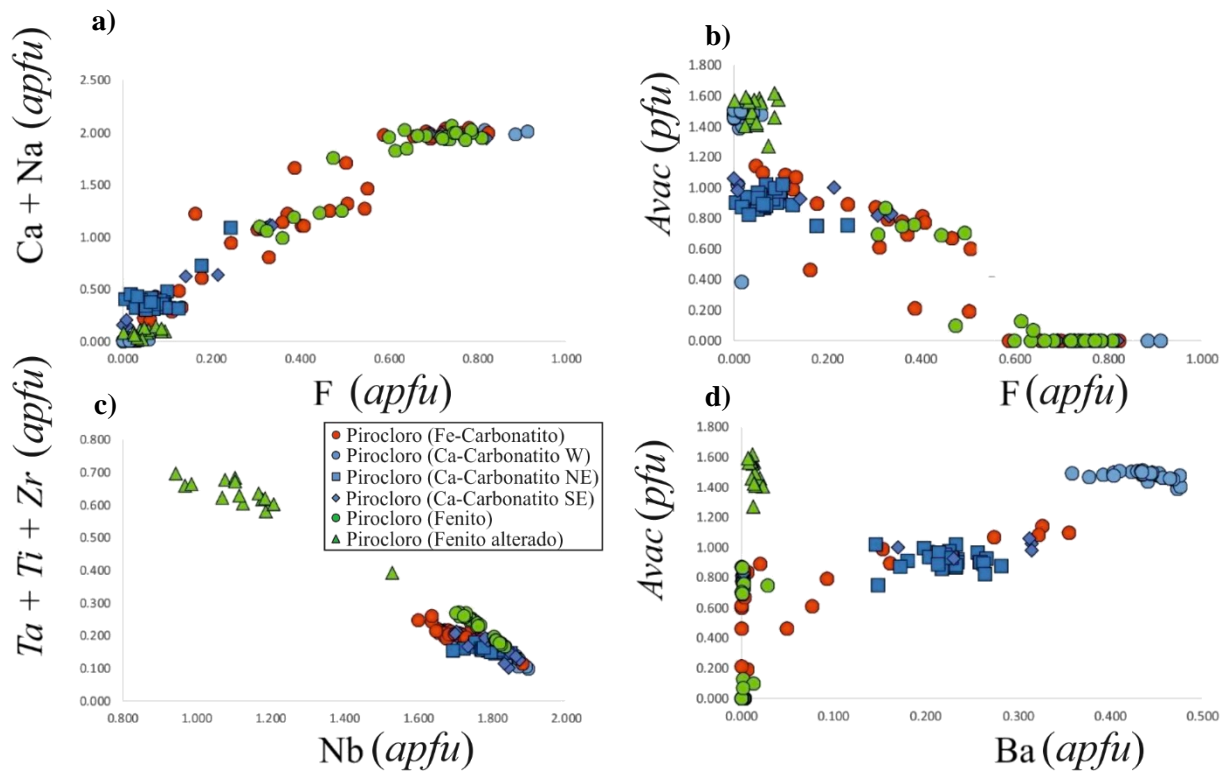 a)
Ca + Na (apfu)
2.500
2.000
1.500
1.000
0.500
0.000
0.000 0.200 0.400 0.600 0.800 1.000
F (apfu)
b)
Avac (pfu)
1.800
1.600
1.400
1.200
1.000
0.800
0.600
0.400
0.200
0.000
0.000 0.200 0.400 0.600 0.800 1.000
F (apfu)
c)
Ta + Ti + Zr (apfu)
0.800
0.700
0.600
0.500
0.400
0.300
0.200
0.100
0.000
0.800 1.000 1.200 1.400 1.600 1.800 2.000
Nb (apfu)
Pirocloro (Fe-Carbonatito)
Pirocloro (Ca-Carbonatito W)
Pirocloro (Ca-Carbonatito NE)
Pirocloro (Ca-Carbonatito SE)
Pirocloro (Fenito)
Pirocloro (Fenito alterado)
d)
Avac (pfu)
1.800
1.600
1.400
1.200
1.000
0.800
0.600
0.400
0.200
0.000
0.000 0.100 0.200 0.300 0.400 0.500
Ba (apfu)